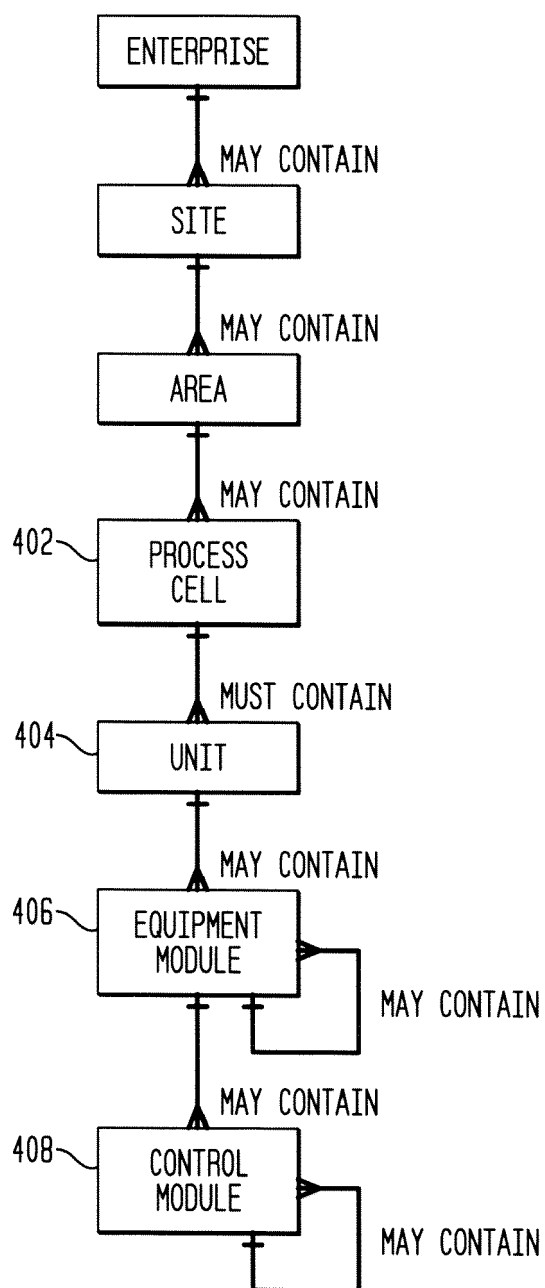 ENTERPRISE
MAY CONTAIN
SITE
MAY CONTAIN
AREA
MAY CONTAIN
402
PROCESS
CELL
MUST CONTAIN
404
UNIT
MAY CONTAIN
406
EQUIPMENT
MODULE
MAY CONTAIN
MAY CONTAIN
408
CONTROL
MODULE
MAY CONTAIN